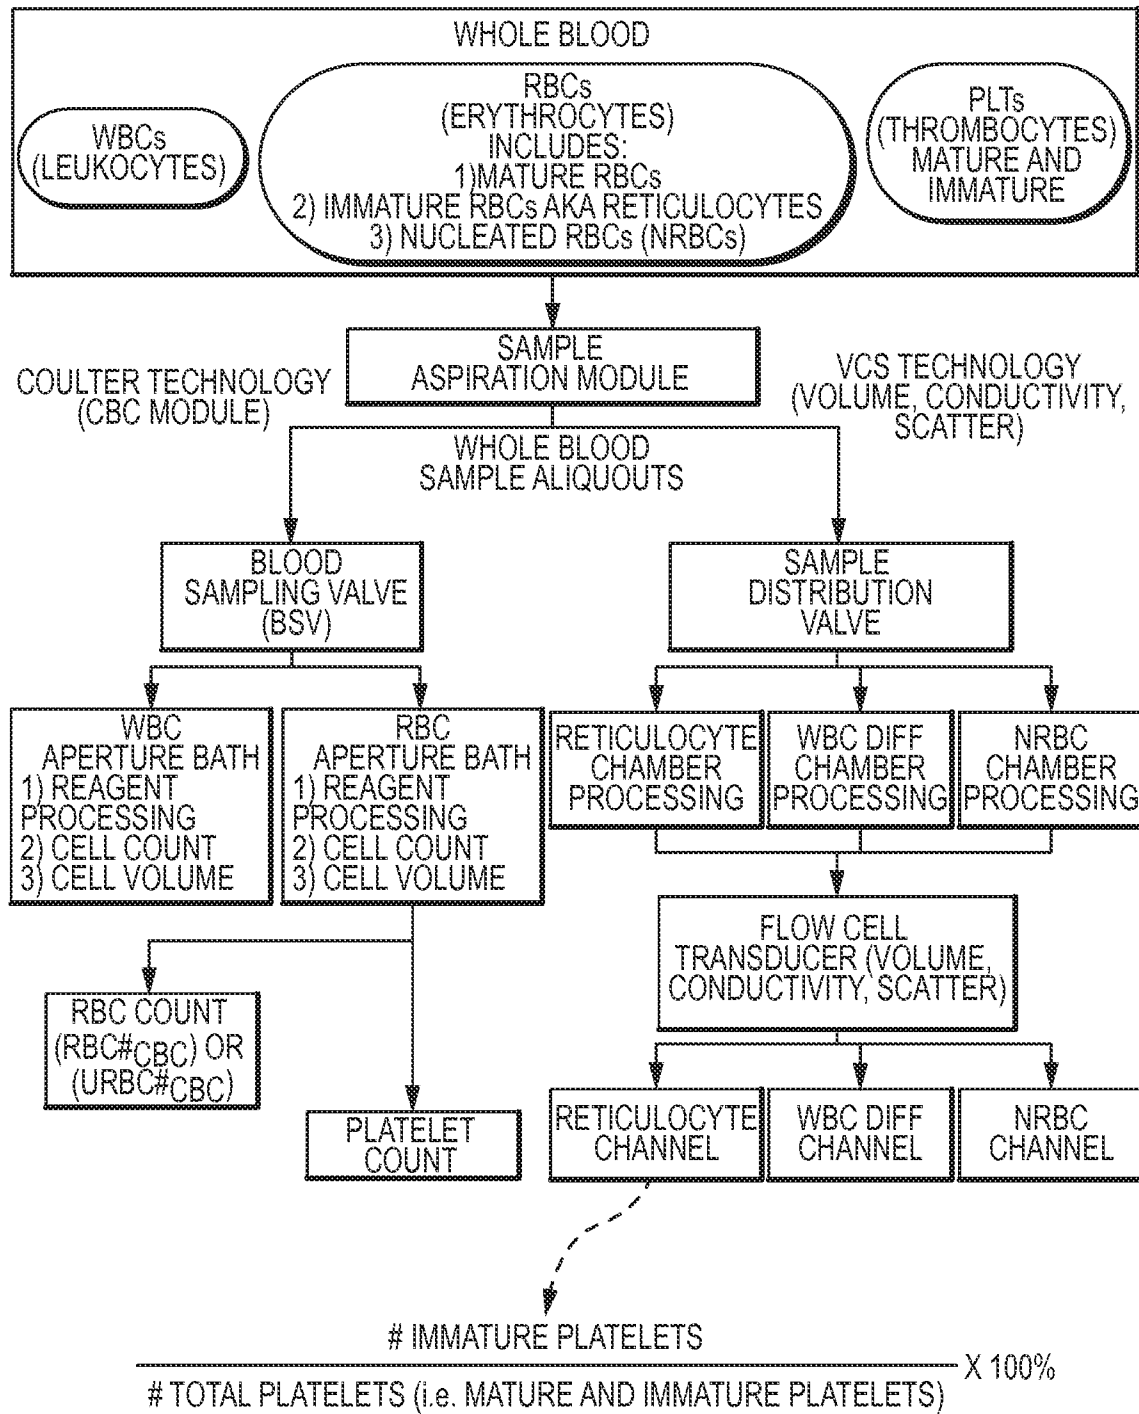 WHOLE BLOOD
WBCs
(LEUKOCYTES)
RBCs
(ERYTHROCYTES)
INCLUDES:
1)MATURE RBCs
2) IMMATURE RBCs AKA RETICULOCYTES
3) NUCLEATED RBCs (NRBCs)
PLTs
(THROMBOCYTES)
MATURE AND
IMMATURE
SAMPLE
ASPIRATION MODULE
COULTER TECHNOLOGY
(CBC MODULE)
VCS TECHNOLOGY
(VOLUME, CONDUCTIVITY,
SCATTER)
WHOLE BLOOD
SAMPLE ALIQUOUTS
BLOOD
SAMPLING VALVE
(BSV)
SAMPLE
DISTRIBUTION
VALVE
WBC
APERTURE BATH
1) REAGENT
PROCESSING
2) CELL COUNT
3) CELL VOLUME
RBC
APERTURE BATH
1) REAGENT
PROCESSING
2) CELL COUNT
3) CELL VOLUME
RETICULOCYTE
CHAMBER
PROCESSING
WBC DIFF
CHAMBER
PROCESSING
NRBC
CHAMBER
PROCESSING
FLOW CELL
TRANSDUCER (VOLUME,
CONDUCTIVITY, SCATTER)
RBC COUNT
(RBC#CBC) OR
(URBC#CBC)
PLATELET
COUNT
RETICULOCYTE
CHANNEL
WBC DIFF
CHANNEL
NRBC
CHANNEL
# IMMATURE PLATELETS
X 100%
# TOTAL PLATELETS (i.e. MATURE AND IMMATURE PLATELETS)